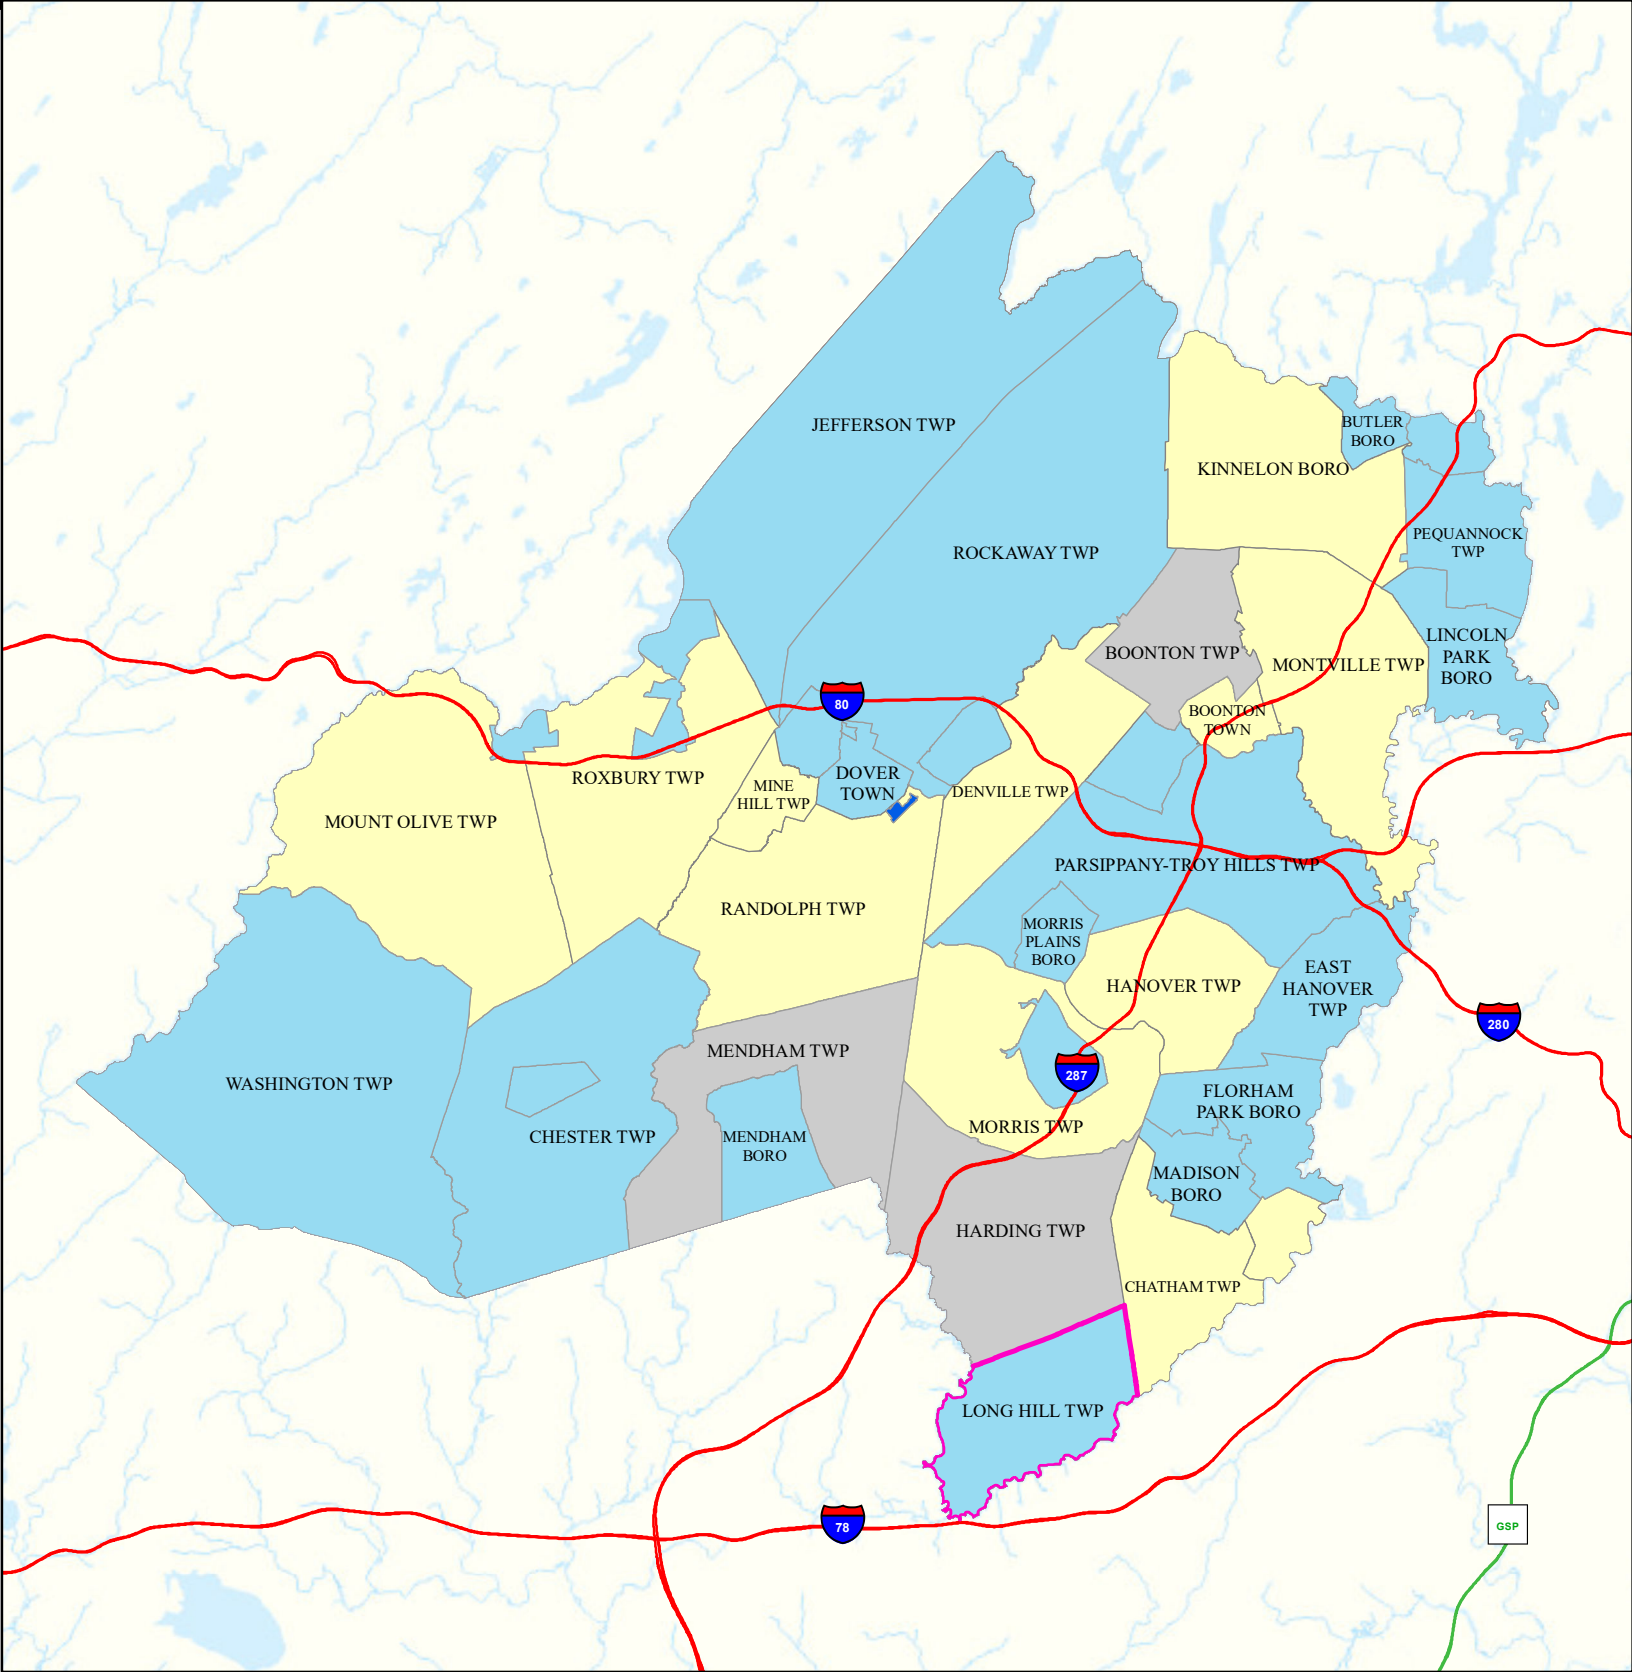 JEFFERSON TWP
BUTLER
BORO
KINNELON BORO
ROCKAWAY TWP
PEQUANNOCK
TWP
LINCOLN
PARK
BORO
BOONTON TWP
MONTVILLE TWP
80
BOONTON
TOWN
ROXBURY TWP
MINE
HILL TWP
DOVER
TOWN
DENVILLE TWP
MOUNT OLIVE TWP
PARSIPPANY-TROY HILLS TWP
RANDOLPH TWP
MORRIS
PLAINS
BORO
HANOVER TWP
EAST
HANOVER
TWP
280
MENDHAM TWP
287
WASHINGTON TWP
FLORHAM
PARK BORO
CHESTER TWP
MENDHAM
BORO
MORRIS TWP
MADISON
BORO
HARDING TWP
CHATHAM TWP
LONG HILL TWP
78
GSP